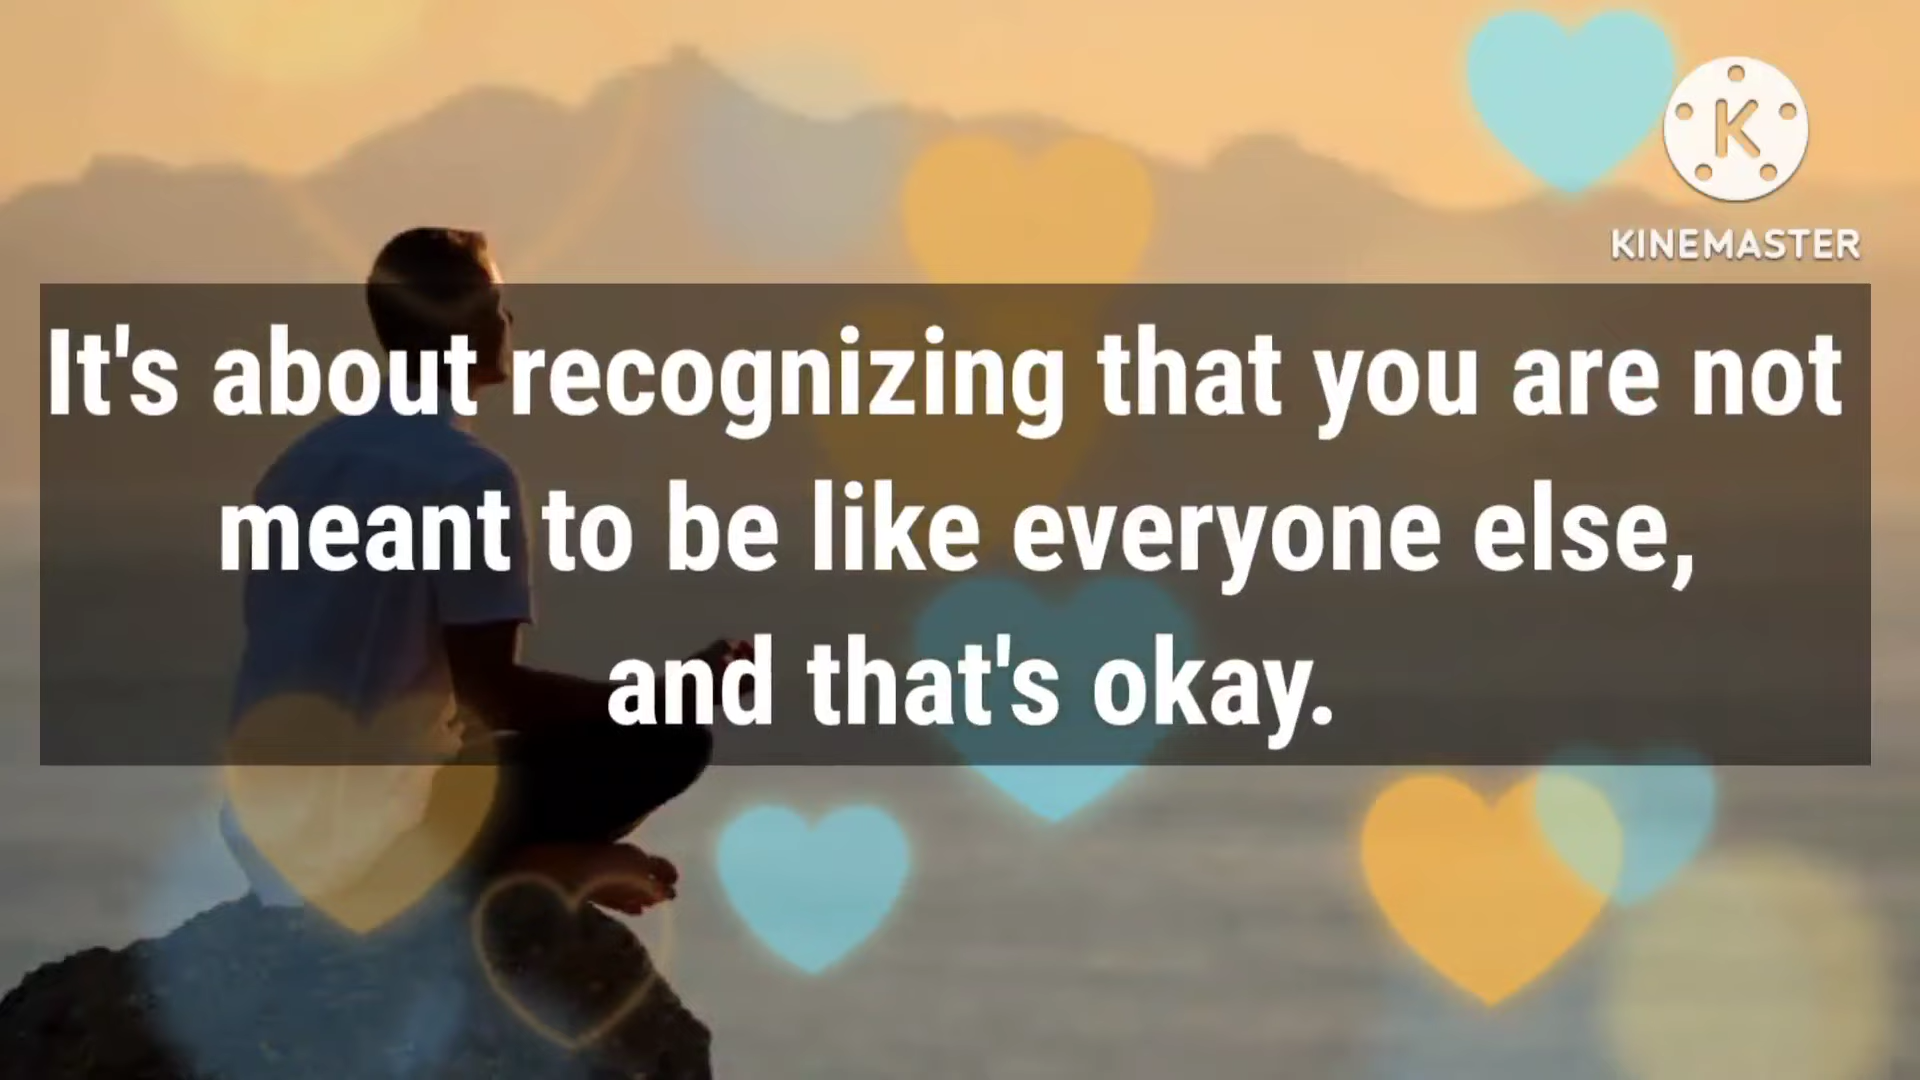 K
KINEMASTER
It's about recognizing that you are not
meant to be like everyone else,
and that's okay.